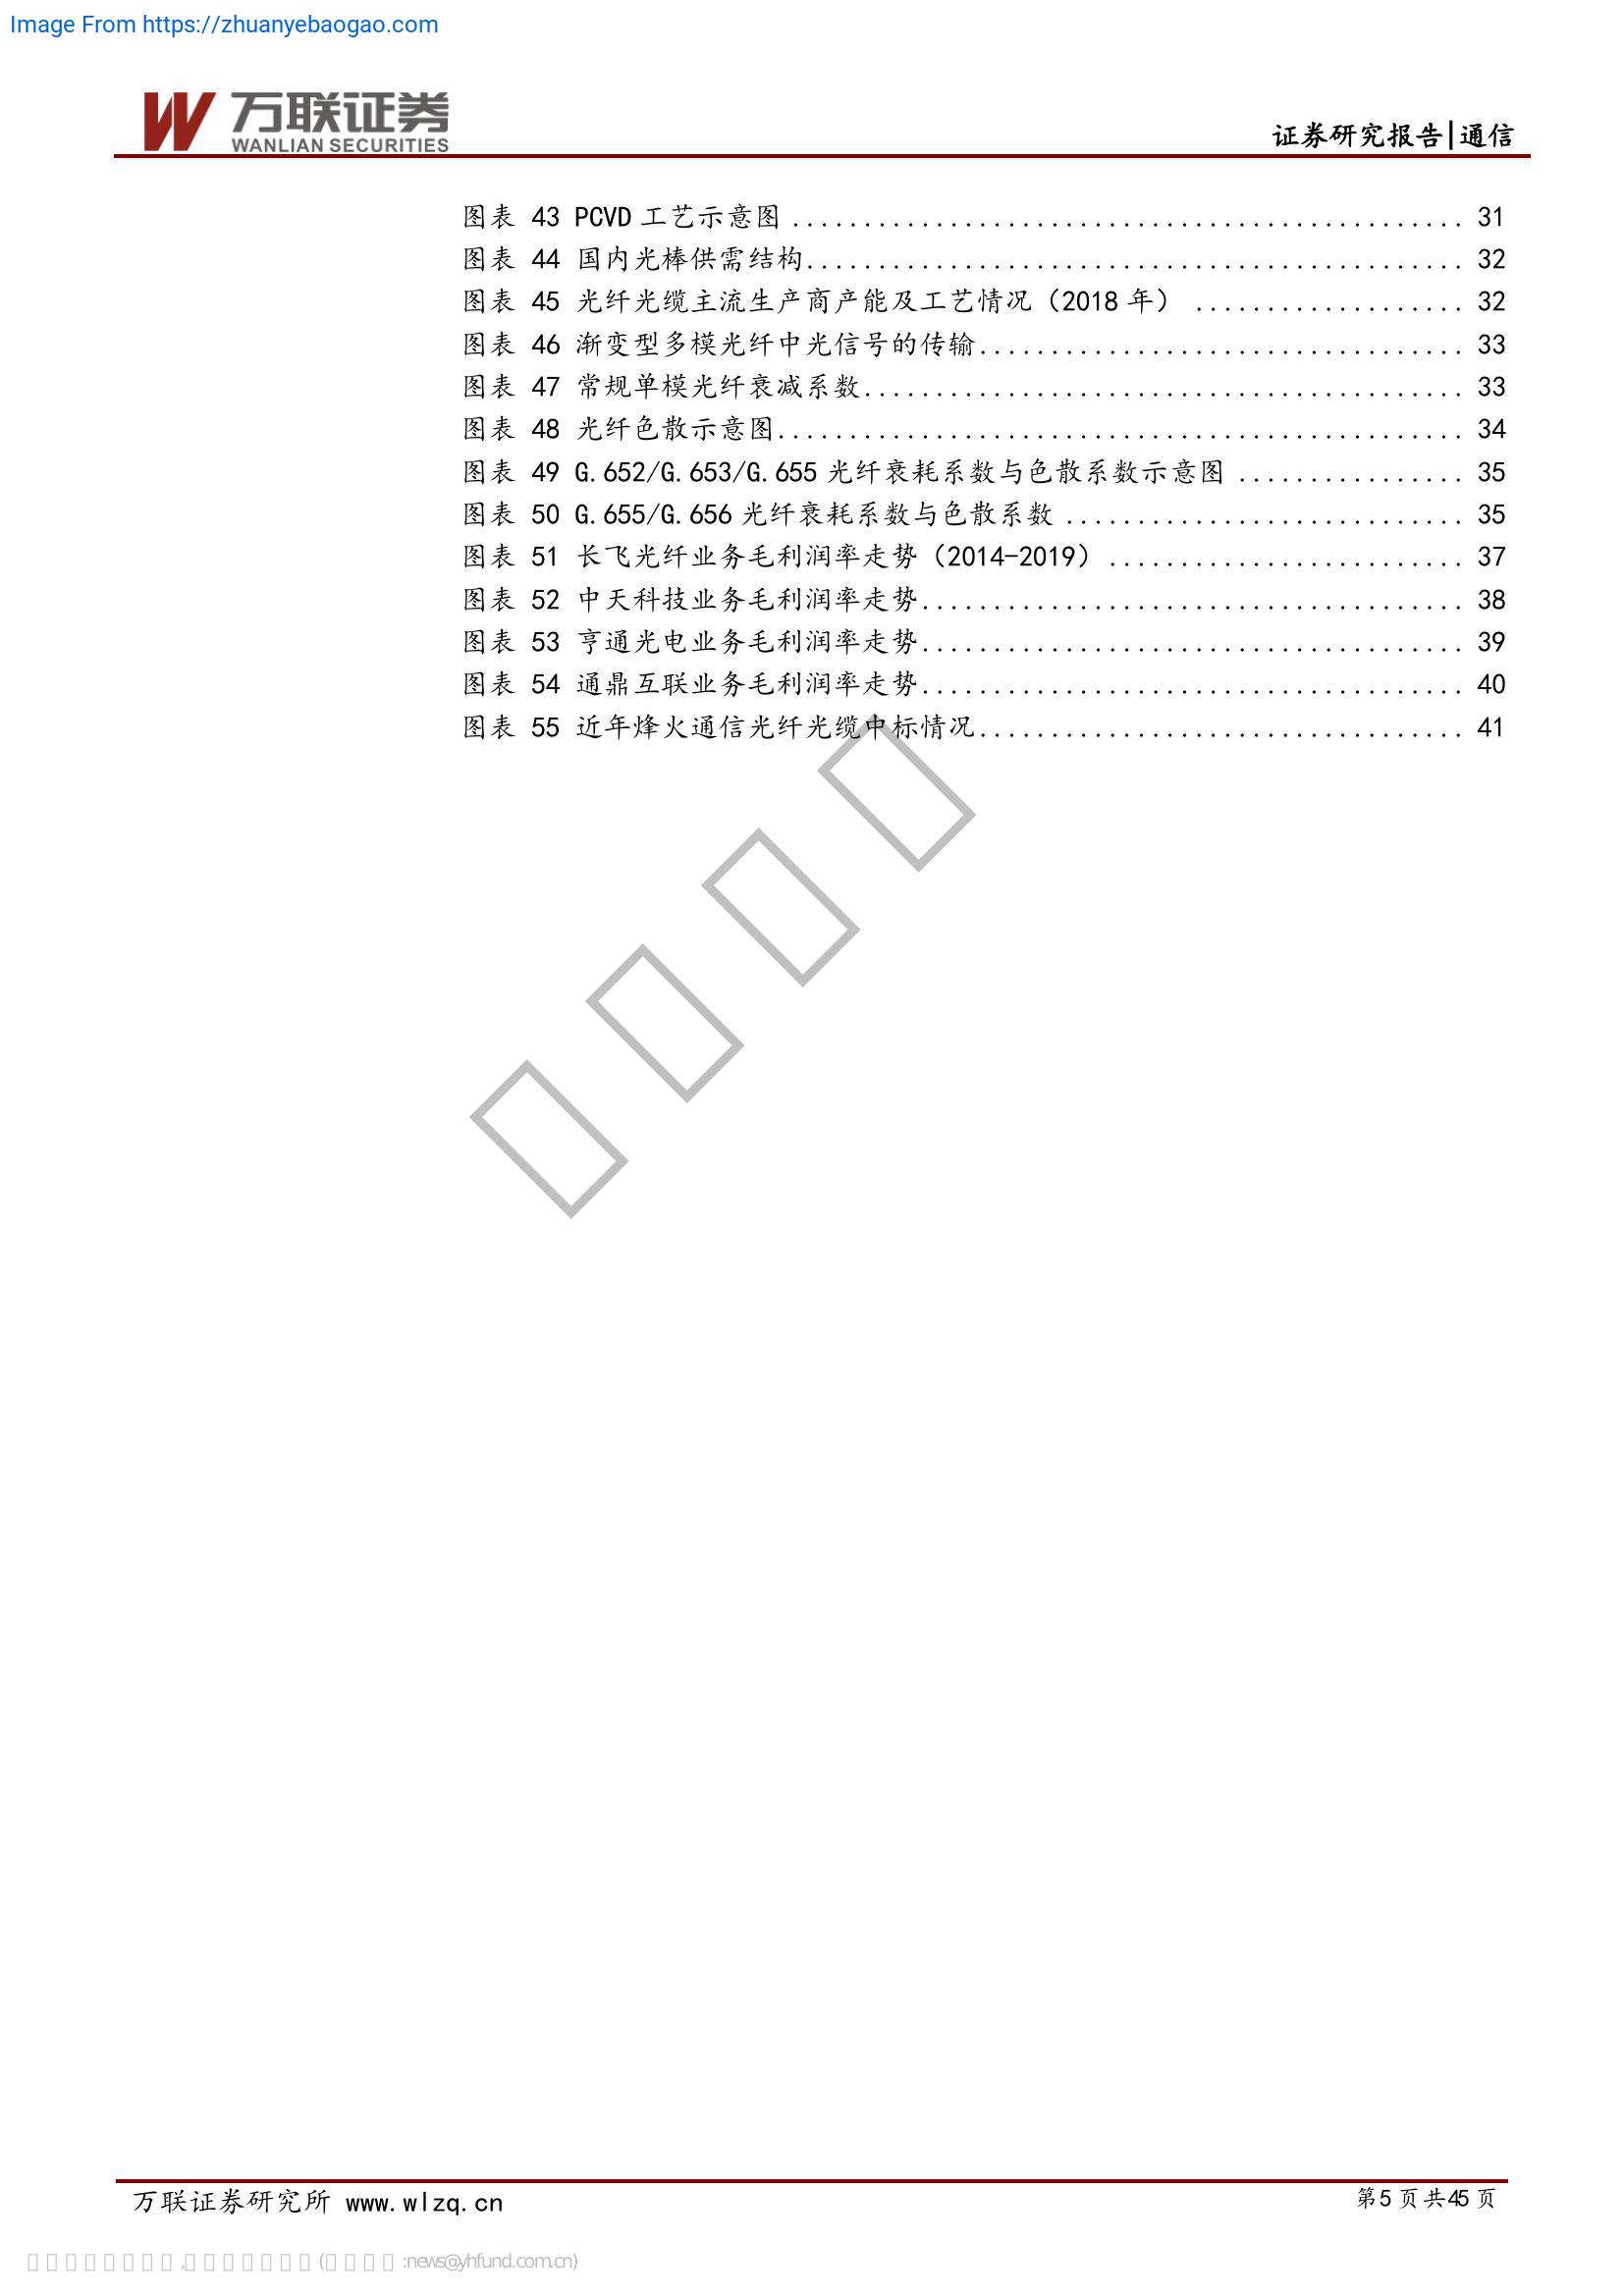 Image From https://zhuanyebaogao.com
万联证券
WANLIAN SECURITIES
证券研究报告|通信
图表 43 PCVD 工艺示意图 ............................................... 31
图表 44 国内光棒供需结构.............................................. 32
图表 45 光纤光缆主流生产商产能及工艺情况（2018 年） ................... 32
图表 46 渐变型多模光纤中光信号的传输.................................. 33
图表 47 常规单模光纤衰减系数.......................................... 33
图表 48 光纤色散示意图................................................ 34
图表 49 G.652/G.653/G.655 光纤衰耗系数与色散系数示意图 ................ 35
图表 50 G.655/G.656 光纤衰耗系数与色散系数 ............................ 35
图表 51 长飞光纤业务毛利润率走势（2014-2019） ......................... 37
图表 52 中天科技业务毛利润率走势...................................... 38
图表 53 亨通光电业务毛利润率走势...................................... 39
图表 54 通鼎互联业务毛利润率走势...................................... 40
图表 55 近年烽火通信光纤光缆中标情况.................................. 41
万联证券研究所 www.wlzq.cn
第5 页 共45 页
:news@yhfund.com.cn)